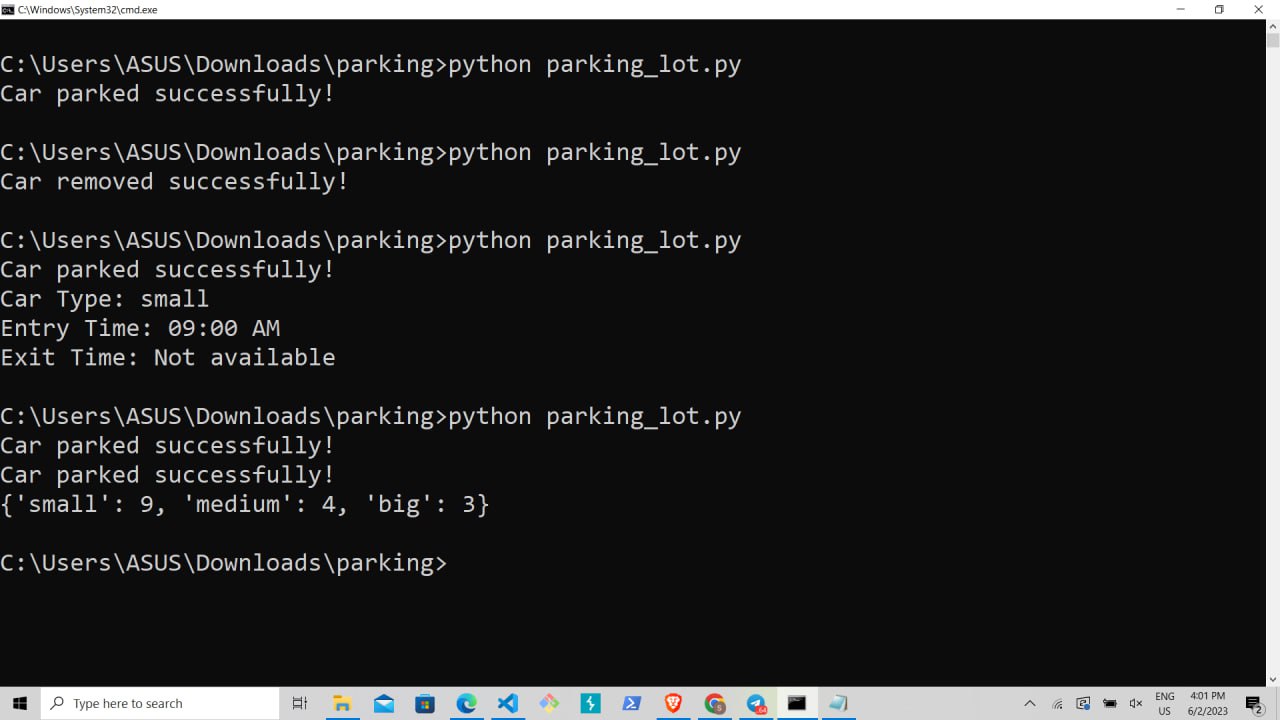 C:\Windows\System32\cmd.exe
C:\Users\ASUS\Downloads\parking>python parking_lot.py
Car parked successfully!
C:\Users\ASUS\Downloads\parking>python parking_lot.py
Car removed successfully!
C:\Users\ASUS\Downloads\parking>python parking_lot.py
Car parked successfully!
Car Type: small
Entry Time: 09:00 AM
Exit Time: Not available
C:\Users\ASUS\Downloads\parking>python parking_lot.py
Car parked successfully!
Car parked successfully!
{'small': 9, 'medium': 4, 'big': 3}
C:\Users\ASUS\Downloads\parking>
Type here to search
ENG
US
4:01 PM
6/2/2023
2